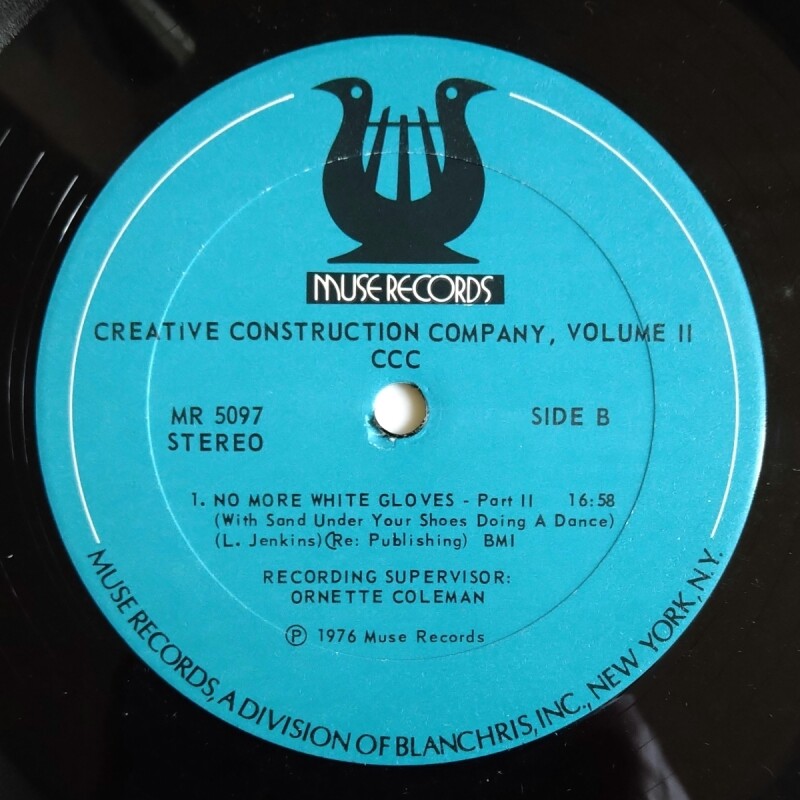 MUSE RECORDS
CREATIVE CONSTRUCTION COMPANY, VOLUME II
CCC
MR 5097
STEREO
SIDE B
1. NO MORE WHITE GLOVES - Part II 16:58
(With Sand Under Your Shoes Doing A Dance)
(L. Jenkins) (Re: Publishing) BMI
RECORDING SUPERVISOR:
ORNETTE COLEMAN
Ⓟ 1976 Muse Records
MUSE RECORDS, A DIVISION OF BLANCHRIS, INC., NEW YORK, N.Y.